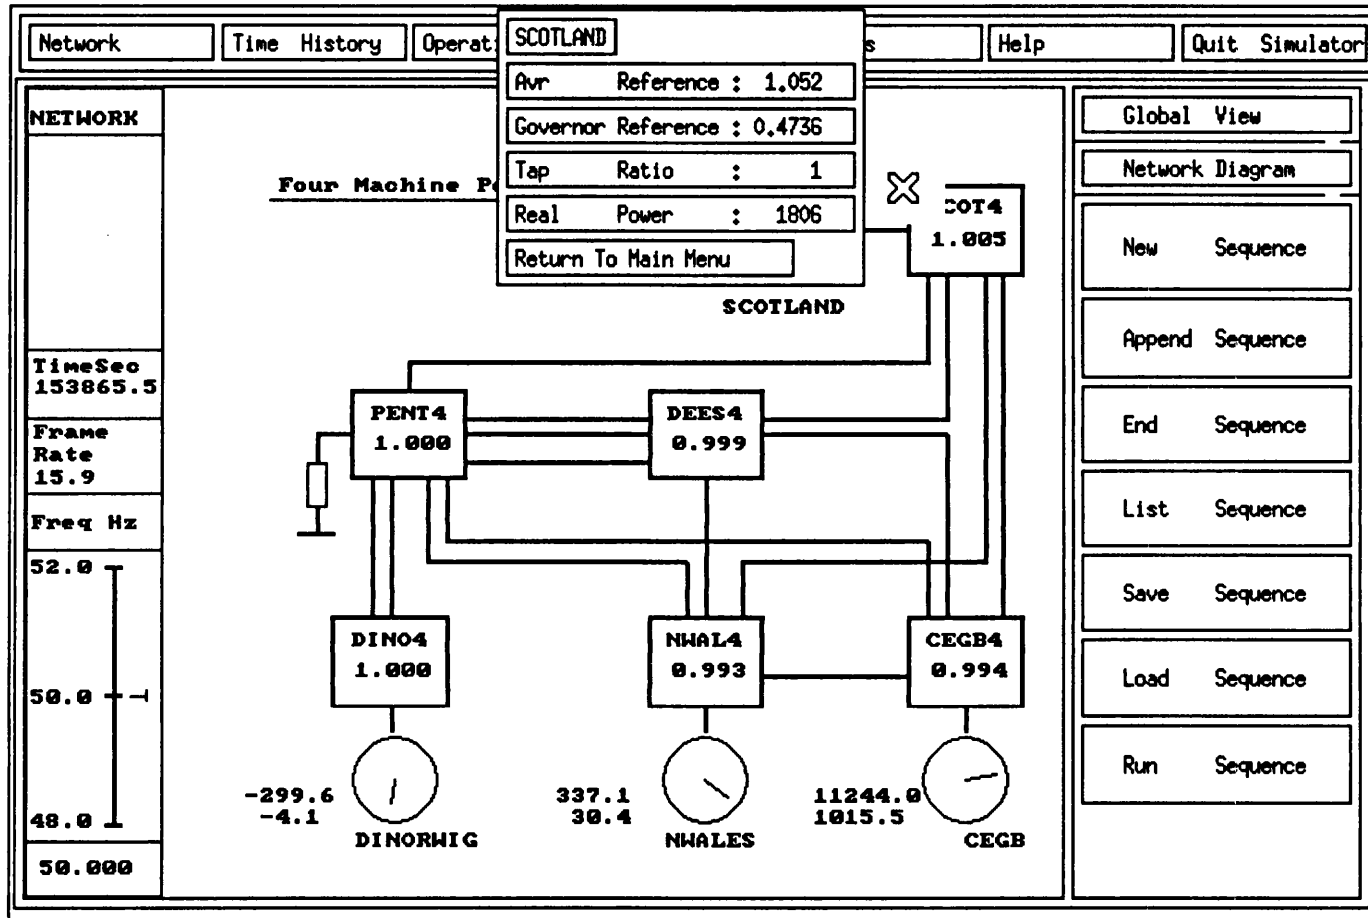 Network
Time History
Operat
s
Help
Quit Simulator
SCOTLAND
Avr Reference : 1.052
Governor Reference : 0.4736
Tap Ratio : 1
Real Power : 1806
Return To Main Menu
NETWORK
Four Machine Po
COT4
1.005
SCOTLAND
TimeSec
153865.5
Frame
Rate
15.9
Freq Hz
52.0
50.0
48.0
50.000
PENT4
1.000
DEES4
0.999
DINO4
1.000
NWAL4
0.993
CEGB4
0.994
-299.6
-4.1
DINORWIG
337.1
30.4
NWALES
11244.0
1015.5
CEGB
Global View
Network Diagram
New Sequence
Append Sequence
End Sequence
List Sequence
Save Sequence
Load Sequence
Run Sequence